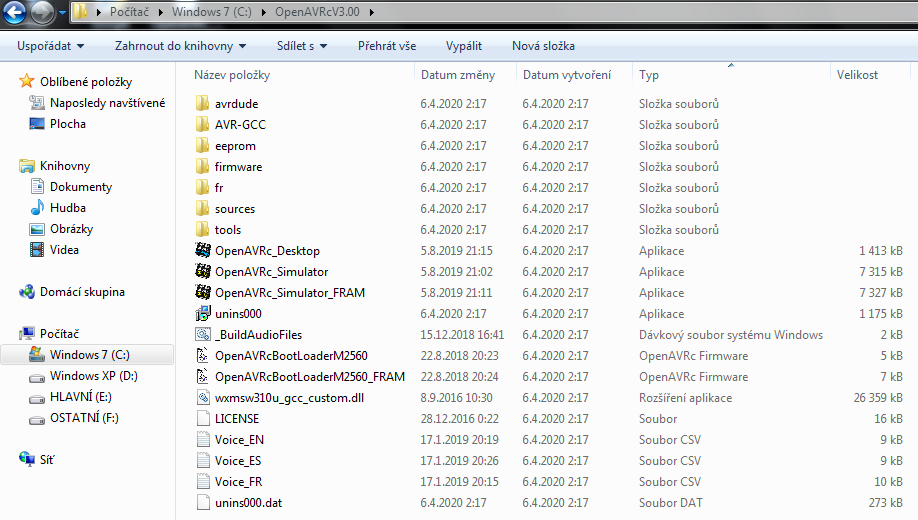 Počítač Windows 7 (C:) OpenAVRcV3.00
Uspořádat Zahrnout do knihovny Sdílet s Přehrát vše Vypálit Nová složka
Oblíbené položky
Naposledy navštívené
Plocha
Knihovny
Dokumenty
Hudba
Obrázky
Videa
Domácí skupina
Počítač
Windows 7 (C:)
Windows XP (D:)
HLAVNÍ (E:)
OSTATNÍ (F:)
Síť
Název položky Datum změny Datum vytvoření Typ Velikost
avrdude 6.4.2020 2:17 6.4.2020 2:17 Složka souborů
AVR-GCC 6.4.2020 2:17 6.4.2020 2:17 Složka souborů
eeprom 6.4.2020 2:17 6.4.2020 2:17 Složka souborů
firmware 6.4.2020 2:17 6.4.2020 2:17 Složka souborů
fr 6.4.2020 2:17 6.4.2020 2:17 Složka souborů
sources 6.4.2020 2:17 6.4.2020 2:17 Složka souborů
tools 6.4.2020 2:17 6.4.2020 2:17 Složka souborů
OpenAVRc_Desktop 5.8.2019 21:15 6.4.2020 2:17 Aplikace 1 413 kB
OpenAVRc_Simulator 5.8.2019 21:02 6.4.2020 2:17 Aplikace 7 315 kB
OpenAVRc_Simulator_FRAM 5.8.2019 21:11 6.4.2020 2:17 Aplikace 7 327 kB
unins000 6.4.2020 2:17 6.4.2020 2:17 Aplikace 1 175 kB
_BuildAudioFiles 15.12.2018 16:41 6.4.2020 2:17 Dávkový soubor systému Windows 2 kB
OpenAVRcBootLoaderM2560 22.8.2018 20:23 6.4.2020 2:17 OpenAVRc Firmware 5 kB
OpenAVRcBootLoaderM2560_FRAM 22.8.2018 20:24 6.4.2020 2:17 OpenAVRc Firmware 7 kB
wxmsw310u_gcc_custom.dll 8.9.2016 10:30 6.4.2020 2:17 Rozšíření aplikace 26 359 kB
LICENSE 28.12.2016 0:22 6.4.2020 2:17 Soubor 16 kB
Voice_EN 17.1.2019 20:19 6.4.2020 2:17 Soubor CSV 9 kB
Voice_ES 17.1.2019 20:26 6.4.2020 2:17 Soubor CSV 9 kB
Voice_FR 17.1.2019 20:15 6.4.2020 2:17 Soubor CSV 10 kB
unins000.dat 6.4.2020 2:17 6.4.2020 2:17 Soubor DAT 273 kB